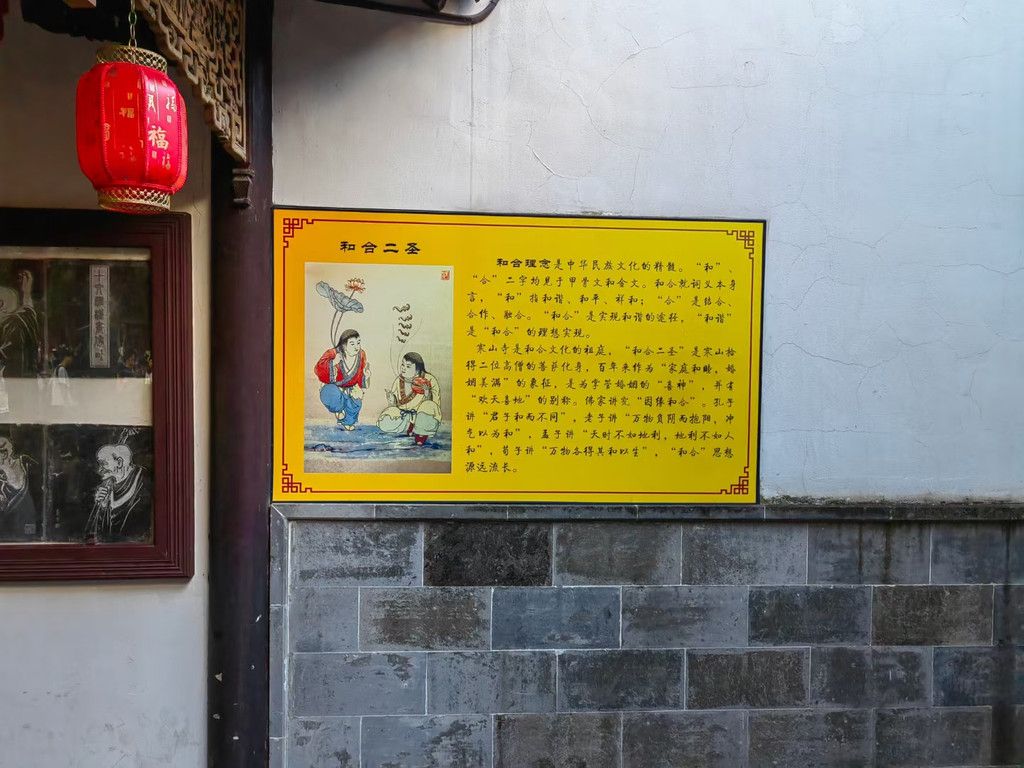 福
和合二圣
和合理念是中华民族文化的精髓。“和”、
“合”二字均见于甲骨文和金文。和合就词义本身
言，“和”指和谐、和平、祥和；“合”是结合、
合作、融合。“和合”是实现和谐的途径，“和谐”
是“和合”的理想实现。
寒山寺是和合文化的祖庭，“和合二圣”是寒山拾
得二位高僧的菩萨化身，百年来作为“家庭和睦，婚
姻美满”的象征，是为掌管婚姻的“喜神”，并有
“欢天喜地”的别称。佛家讲究“因缘和合”。孔子
讲“君子和而不同”，老子讲“万物负阴而抱阳，冲
气以为和”，孟子讲“天时不如地利，地利不如人
和”，荀子讲“万物各得其和以生”，“和合”思想
源远流长。